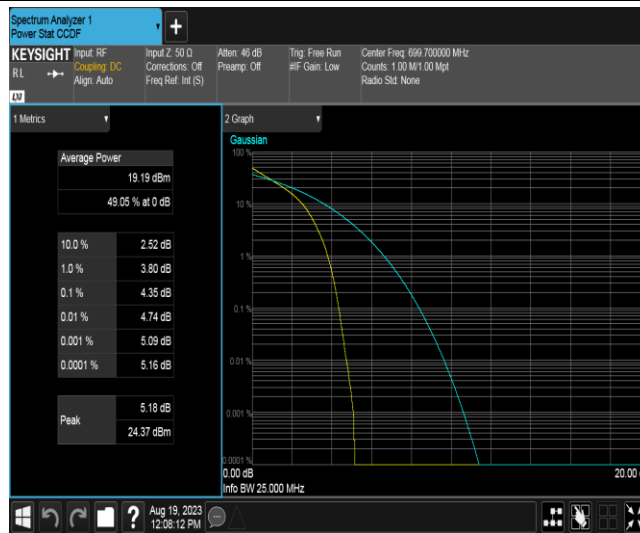 Spectrum Analyzer 1
Power Stat CCDF
+
KEYSIGHT
RL
LXI
Input: RF
Coupling: DC
Align: Auto
Input Z: 50 Ω
Corrections: Off
Freq Ref: Int (S)
Atten: 46 dB
Preamp: Off
Trig: Free Run
#IF Gain: Low
Center Freq: 699.700000 MHz
Counts: 1.00 M/1.00 Mpt
Radio Std: None
1 Metrics
Average Power
19.19 dBm
49.05 % at 0 dB
10.0 % 2.52 dB
1.0 % 3.80 dB
0.1 % 4.35 dB
0.01 % 4.74 dB
0.001 % 5.09 dB
0.0001 % 5.16 dB
Peak
5.18 dB
24.37 dBm
2 Graph
Gaussian
100 %
10 %
1 %
0.1 %
0.01 %
0.001 %
0.0001 %
0.00 dB
20.00
Info BW 25.000 MHz
?
Aug 19, 2023
12:08:12 PM